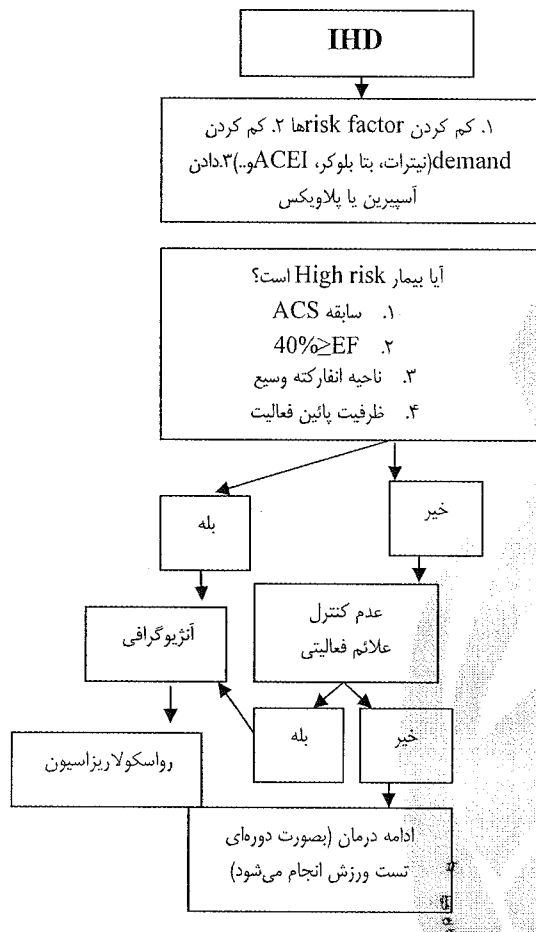 IHD
۱. کم کردن risk factorها ۲. کم کردن
demand(نیترات، بتا بلوکر، ACEI و..)۳.دادن
آسپیرین یا پلاویکس
آیا بیمار High risk است؟
۱. سابقه ACS
۲. 40%≥EF
۳. ناحیه انفارکته وسیع
۴. ظرفیت پائین فعالیت
خیر
بله
عدم کنترل
علائم فعالیتی
آنژیوگرافی
خیر
بله
رواسکولاریزاسیون
ادامه درمان (بصورت دوره‌ای
تست ورزش انجام می‌شود)